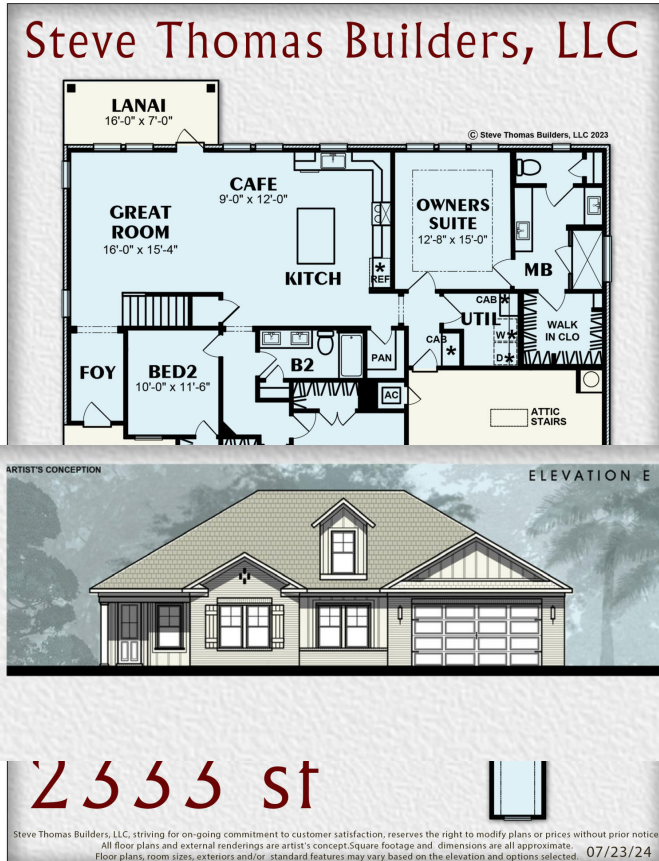 Steve Thomas Builders, LLC
LANAI
16'-0" x 7'-0"
© Steve Thomas Builders, LLC 2023
CAFE
9'-0" x 12'-0"
GREAT
ROOM
16'-0" x 15'-4"
OWNERS
SUITE
12'-8" x 15'-0"
KITCH
*
REF
MB
CAB
UTIL
W*
D*
CAB
*
WALK
IN CLO
FOY
BED2
10'-0" x 11'-6"
B2
PAN
AC
ATTIC
STAIRS
ARTIST'S CONCEPTION
ELEVATION E
2333 sf
Steve Thomas Builders, LLC, striving for on-going commitment to customer satisfaction, reserves the right to modify plans or prices without prior notice
All floor plans and external renderings are artist's concept.Square footage and dimensions are all approximate.
Floor plans, room sizes, exteriors and/or standard features may vary based on the elevation and options selected.
07/23/24